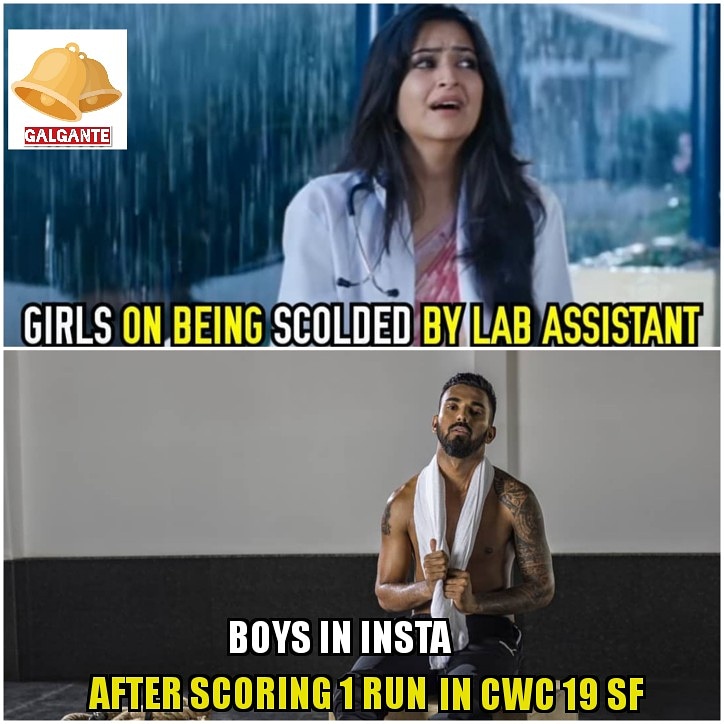 GALGANTE
GIRLS ON BEING SCOLDED BY LAB ASSISTANT
BOYS IN INSTA
AFTER SCORING 1 RUN IN CWC'19 SF